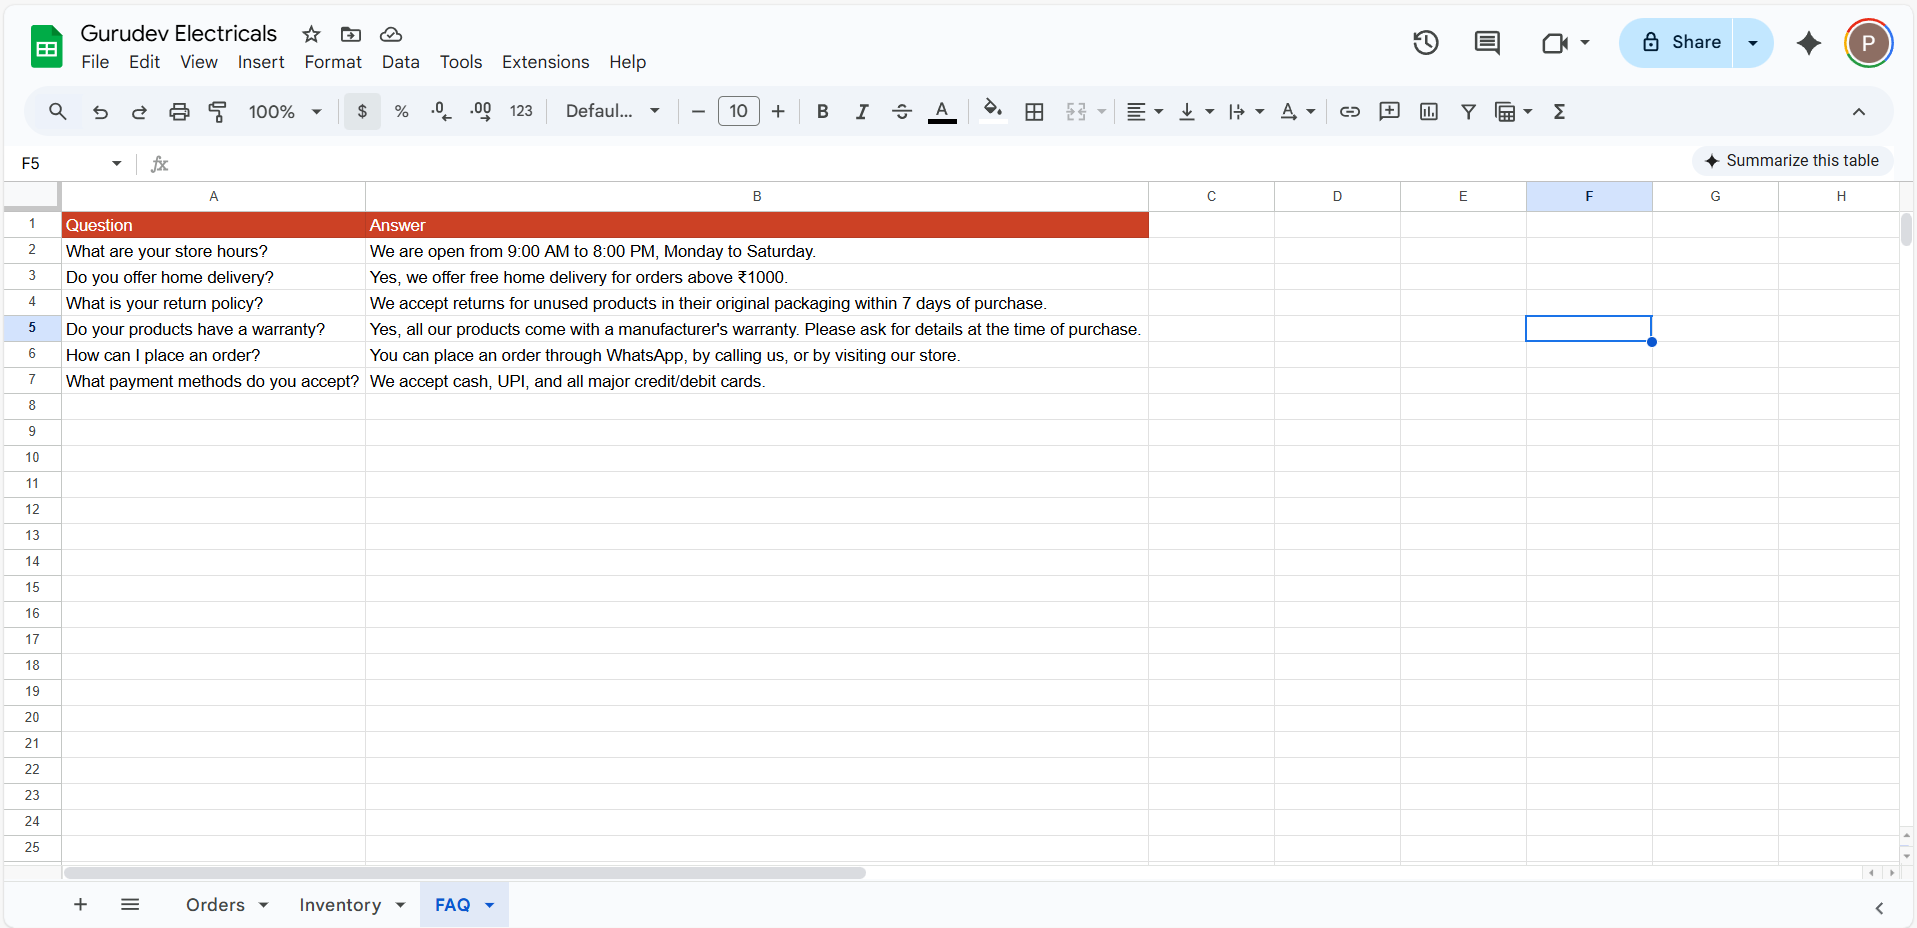 Gurudev Electricals
File Edit View Insert Format Data Tools Extensions Help
Share
P
100% $ % .0 .00 123 Defaul... 10 B I A A Σ
F5 fx Summarize this table
A B C D E F G H
1 Question Answer
2 What are your store hours? We are open from 9:00 AM to 8:00 PM, Monday to Saturday.
3 Do you offer home delivery? Yes, we offer free home delivery for orders above ₹1000.
4 What is your return policy? We accept returns for unused products in their original packaging within 7 days of purchase.
5 Do your products have a warranty? Yes, all our products come with a manufacturer's warranty. Please ask for details at the time of purchase.
6 How can I place an order? You can place an order through WhatsApp, by calling us, or by visiting our store.
7 What payment methods do you accept? We accept cash, UPI, and all major credit/debit cards.
8
9
10
11
12
13
14
15
16
17
18
19
20
21
22
23
24
25
+ Orders Inventory FAQ